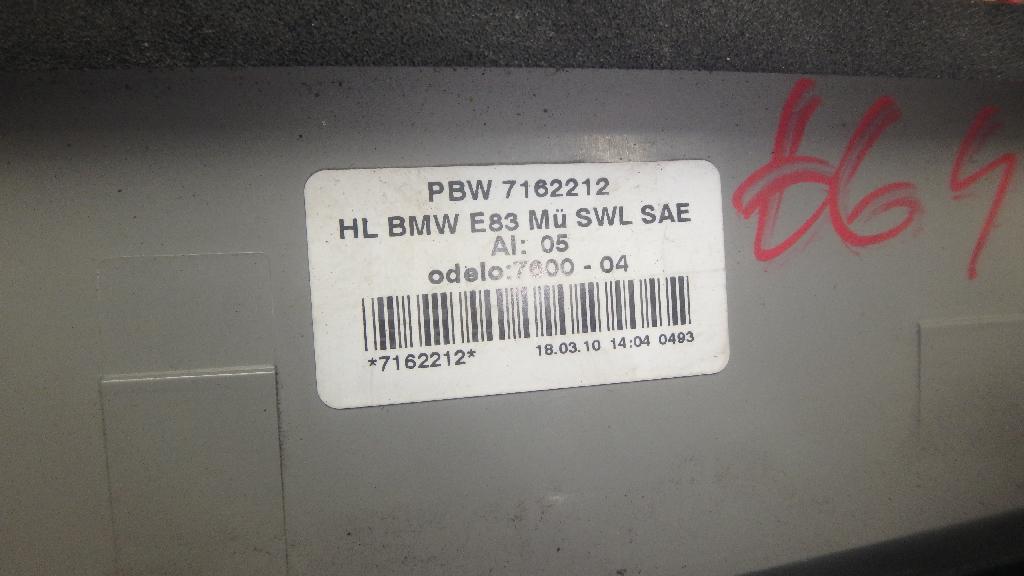 PBW 7162212
HL BMW E83 Mü SWL SAE
AI: 05
odelo:7600 - 04
*7162212*
18.03.10 14:04 0493